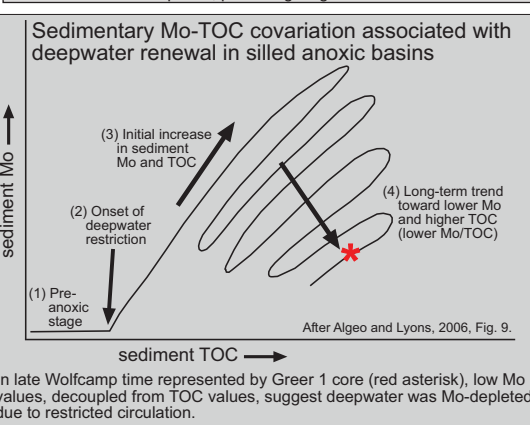 Sedimentary Mo-TOC covariation associated with
deepwater renewal in silled anoxic basins
sediment Mo
(3) Initial increase
in sediment
Mo and TOC
(2) Onset of
deepwater
restriction
(1) Pre-
anoxic
stage
(4) Long-term trend
toward lower Mo
and higher TOC
(lower Mo/TOC)
*
After Algeo and Lyons, 2006, Fig. 9.
sediment TOC
n late Wolfcamp time represented by Greer 1 core (red asterisk), low Mo
values, decoupled from TOC values, suggest deepwater was Mo-depleted
due to restricted circulation.